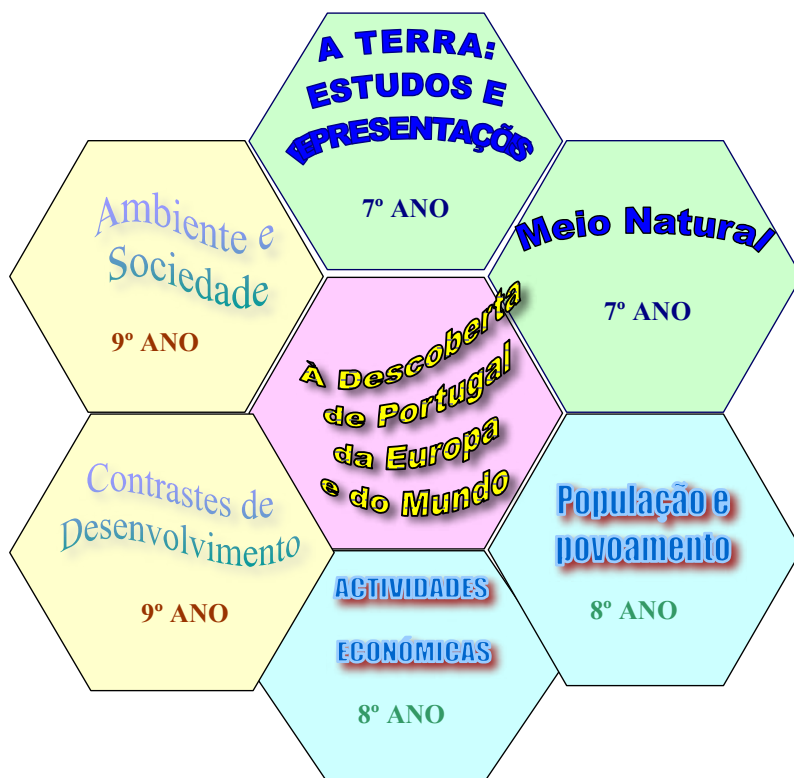 A TERRA:
ESTUDOS E
REPRESENTAÇÕIS
7º ANO
Meio Natural
7º ANO
População e
povoamento
8º ANO
ACTIVIDADES
ECONÓMICAS
8º ANO
Contrastes de
Desenvolvimento
9º ANO
Ambiente e
Sociedade
9º ANO
À Descoberta
de Portugal
da Europa
e do Mundo